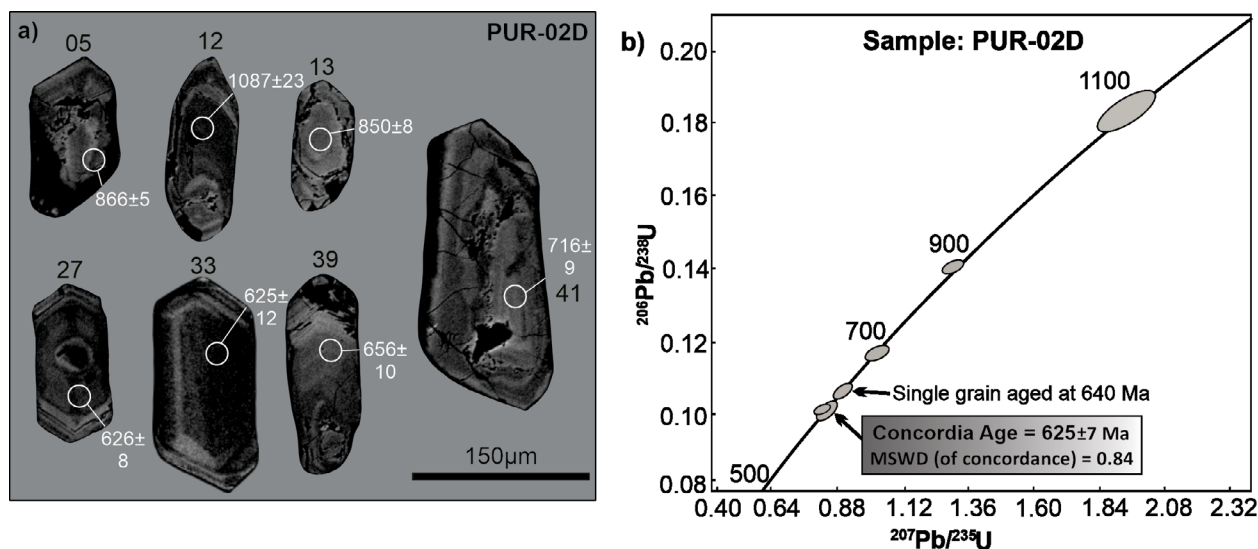 a)
PUR-02D
05
12
13
1087±23
850±8
866±5
716±
9
41
27
33
39
625±
12
656±
10
626±
8
150µm
b)
Sample: PUR-02D
0.20
0.18
0.16
0.14
0.12
0.10
0.08
²⁰⁶Pb/²³⁸U
1100
900
700
500
Single grain aged at 640 Ma
Concordia Age = 625±7 Ma
MSWD (of concordance) = 0.84
0.40 0.64 0.88 1.12 1.36 1.60 1.84 2.08 2.32
²⁰⁷Pb/²³⁵U